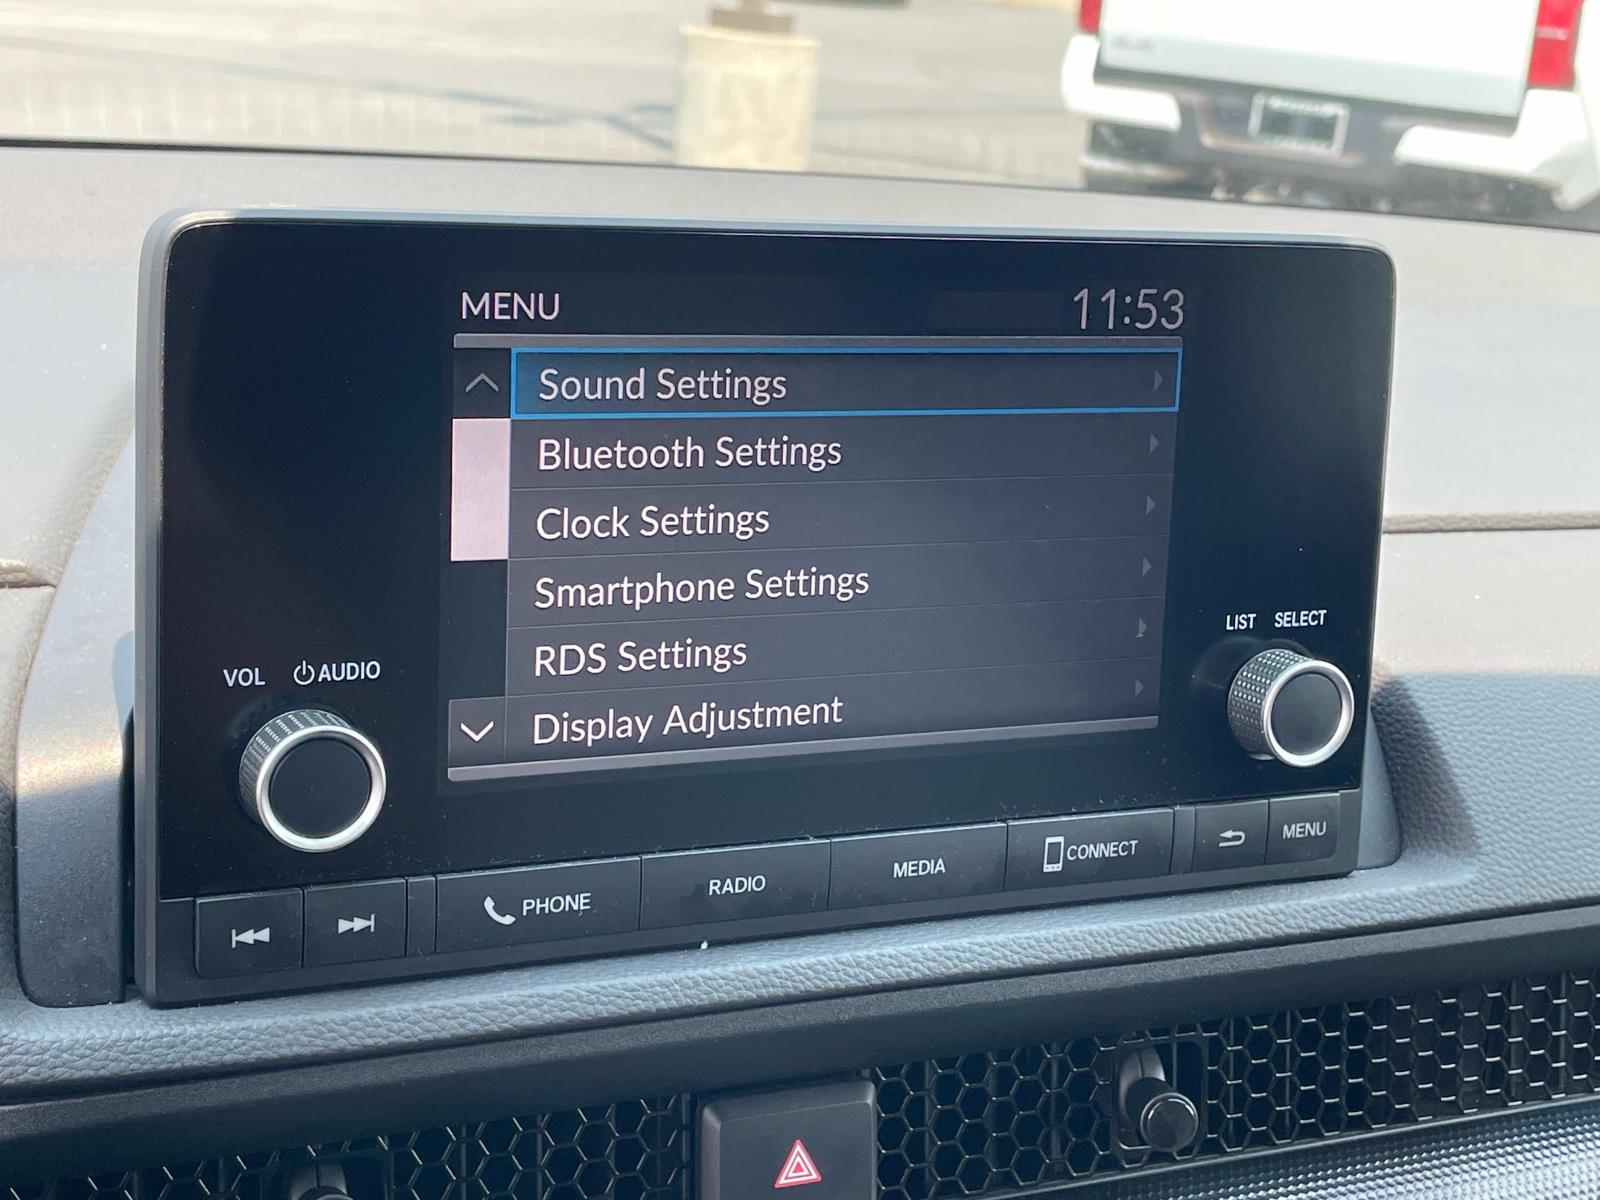 MENU 11:53
Sound Settings
Bluetooth Settings
Clock Settings
Smartphone Settings
RDS Settings
Display Adjustment
VOL AUDIO
LIST SELECT
PHONE
RADIO
MEDIA
CONNECT
MENU